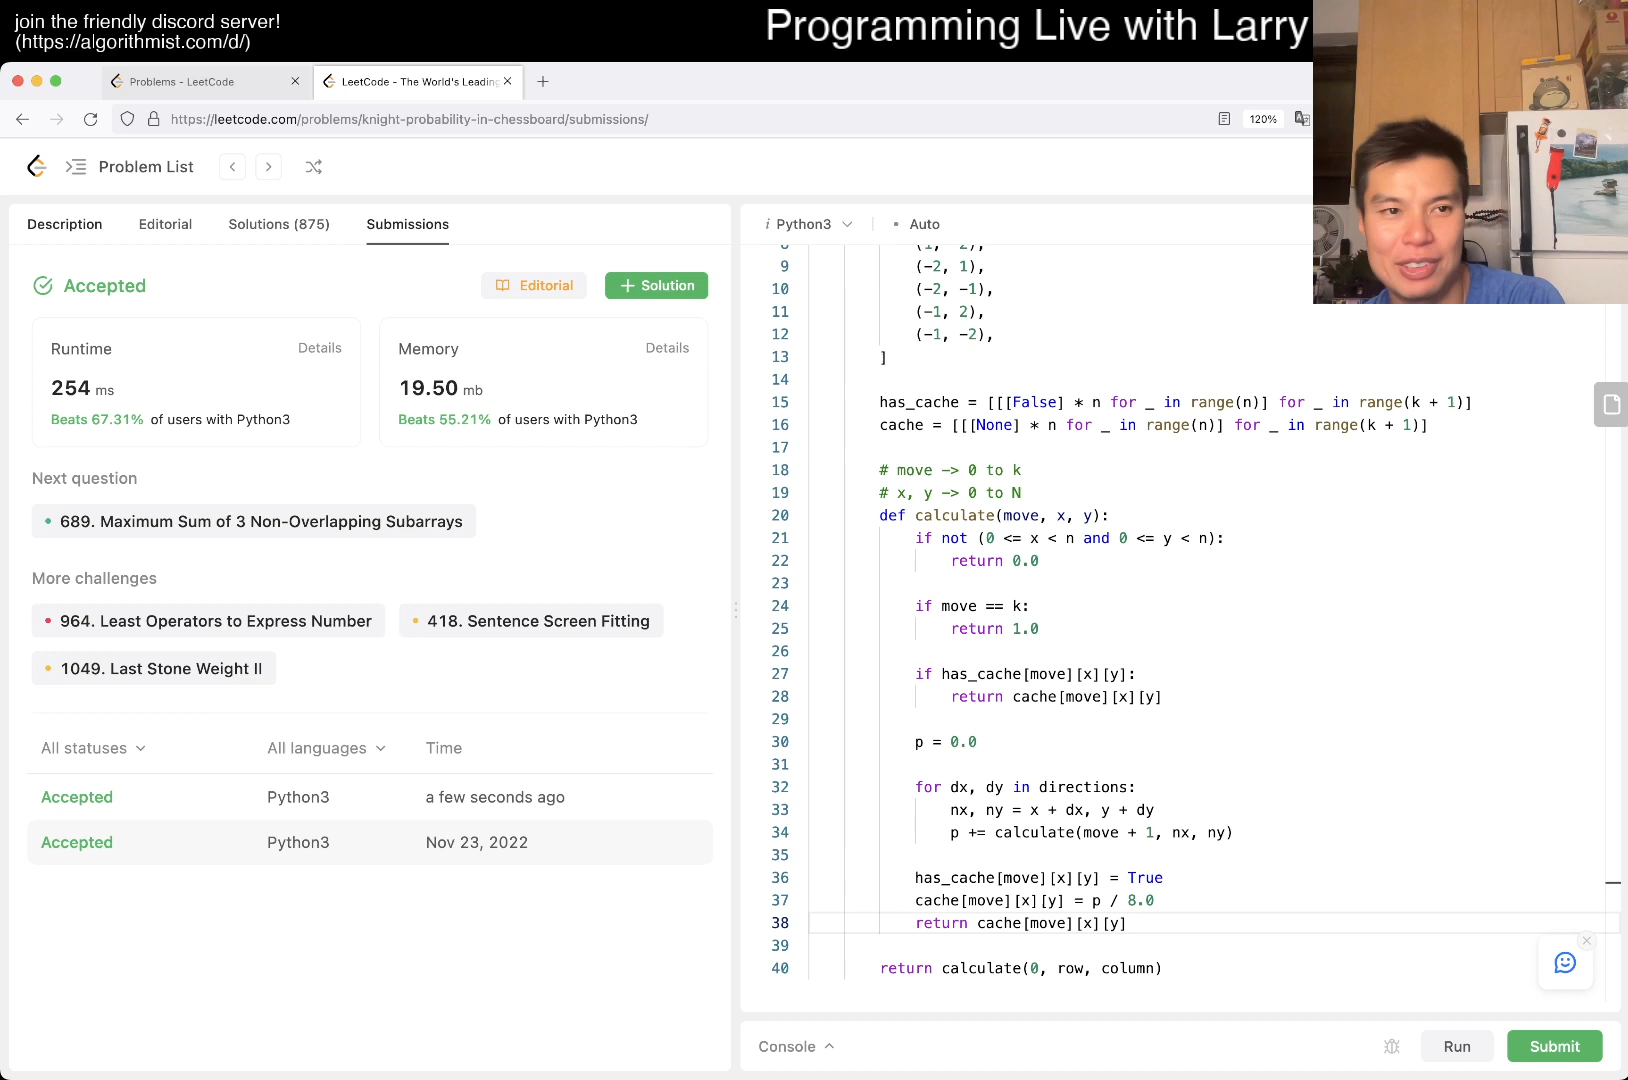 join the friendly discord server!
(https://algorithmist.com/d/)
Programming Live with Larry
Problems - LeetCode
LeetCode - The World's Leading
https://leetcode.com/problems/knight-probability-in-chessboard/submissions/
120%
Problem List
Description
Editorial
Solutions (875)
Submissions
Accepted
Editorial
+ Solution
Runtime
Details
254 ms
Beats 67.31% of users with Python3
Memory
Details
19.50 mb
Beats 55.21% of users with Python3
Next question
689. Maximum Sum of 3 Non-Overlapping Subarrays
More challenges
964. Least Operators to Express Number
418. Sentence Screen Fitting
1049. Last Stone Weight II
All statuses
All languages
Time
Accepted
Python3
a few seconds ago
Accepted
Python3
Nov 23, 2022
i Python3
• Auto
9 (-2, 1),
10 (-2, -1),
11 (-1, 2),
12 (-1, -2),
13 ]
14
15 has_cache = [[[False] * n for _ in range(n)] for _ in range(k + 1)]
16 cache = [[[None] * n for _ in range(n)] for _ in range(k + 1)]
17
18 # move -> 0 to k
19 # x, y -> 0 to N
20 def calculate(move, x, y):
21 if not (0 <= x < n and 0 <= y < n):
22 return 0.0
23
24 if move == k:
25 return 1.0
26
27 if has_cache[move][x][y]:
28 return cache[move][x][y]
29
30 p = 0.0
31
32 for dx, dy in directions:
33 nx, ny = x + dx, y + dy
34 p += calculate(move + 1, nx, ny)
35
36 has_cache[move][x][y] = True
37 cache[move][x][y] = p / 8.0
38 return cache[move][x][y]
39
40 return calculate(0, row, column)
Console
Run
Submit